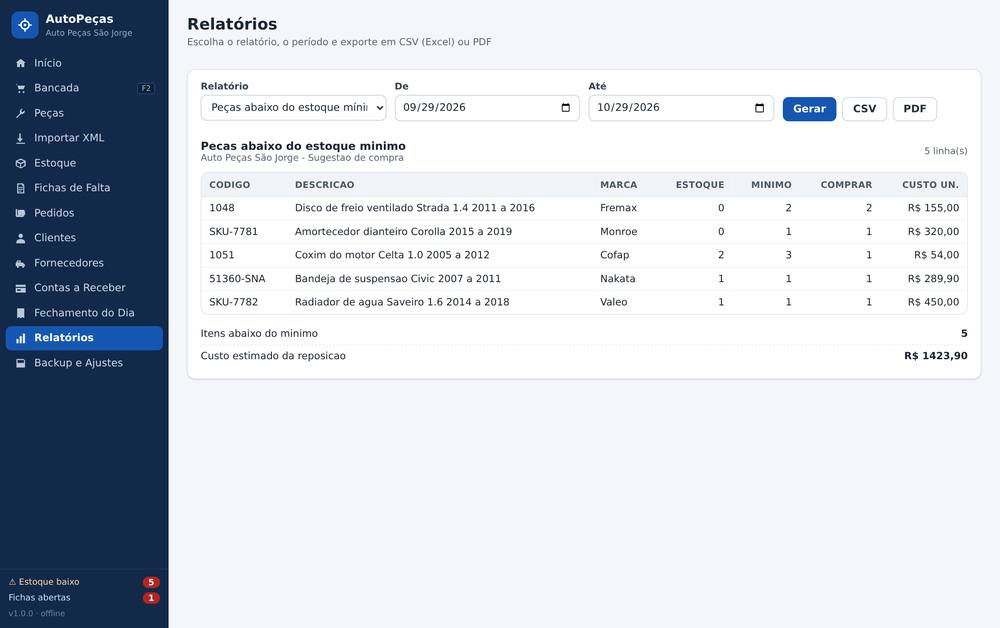 AutoPeças
Auto Peças São Jorge
Início
Bancada F2
Peças
Importar XML
Estoque
Fichas de Falta
Pedidos
Clientes
Fornecedores
Contas a Receber
Fechamento do Dia
Relatórios
Backup e Ajustes
⚠ Estoque baixo 5
Fichas abertas 1
v1.0.0 · offline
Relatórios
Escolha o relatório, o período e exporte em CSV (Excel) ou PDF
Relatório De Até
Peças abaixo do estoque míni 09/29/2026 10/29/2026 Gerar CSV PDF
Pecas abaixo do estoque minimo
Auto Peças São Jorge - Sugestao de compra
5 linha(s)
CODIGO DESCRICAO MARCA ESTOQUE MINIMO COMPRAR CUSTO UN.
1048 Disco de freio ventilado Strada 1.4 2011 a 2016 Fremax 0 2 2 R$ 155,00
SKU-7781 Amortecedor dianteiro Corolla 2015 a 2019 Monroe 0 1 1 R$ 320,00
1051 Coxim do motor Celta 1.0 2005 a 2012 Cofap 2 3 1 R$ 54,00
51360-SNA Bandeja de suspensao Civic 2007 a 2011 Nakata 1 1 1 R$ 289,90
SKU-7782 Radiador de agua Saveiro 1.6 2014 a 2018 Valeo 1 1 1 R$ 450,00
Itens abaixo do minimo 5
Custo estimado da reposicao R$ 1423,90